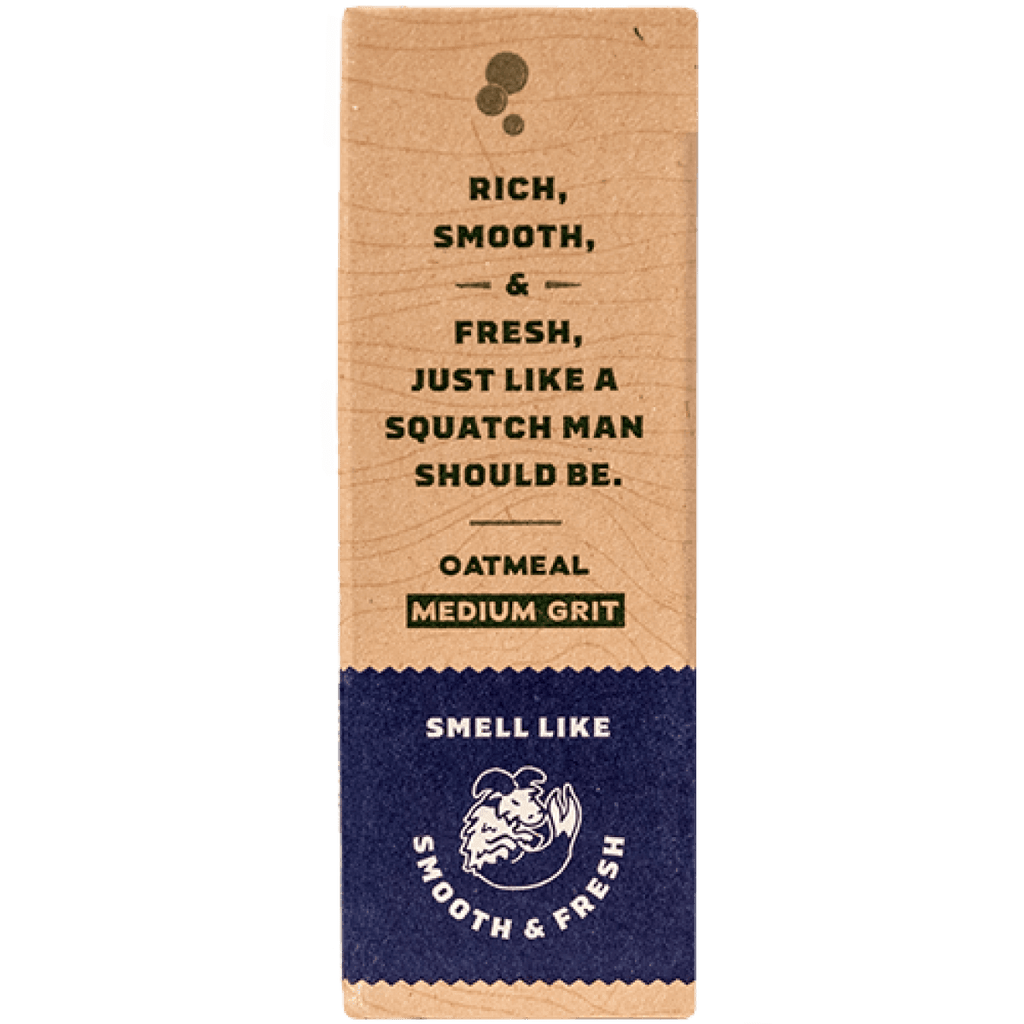 RICH,
SMOOTH,
&
FRESH,
JUST LIKE A
SQUATCH MAN
SHOULD BE.
OATMEAL
MEDIUM GRIT
SMELL LIKE
SMOOTH & FRESH